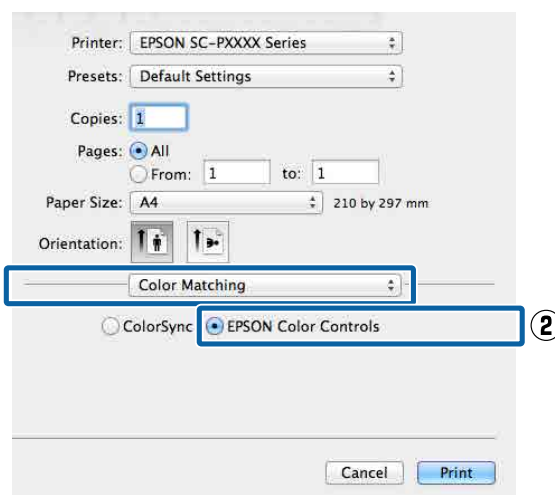 Printer: EPSON SC-PXXXX Series
Presets: Default Settings
Copies: 1
Pages: All
From: 1 to: 1
Paper Size: A4 210 by 297 mm
Orientation:
Color Matching
ColorSync EPSON Color Controls
2
Cancel Print